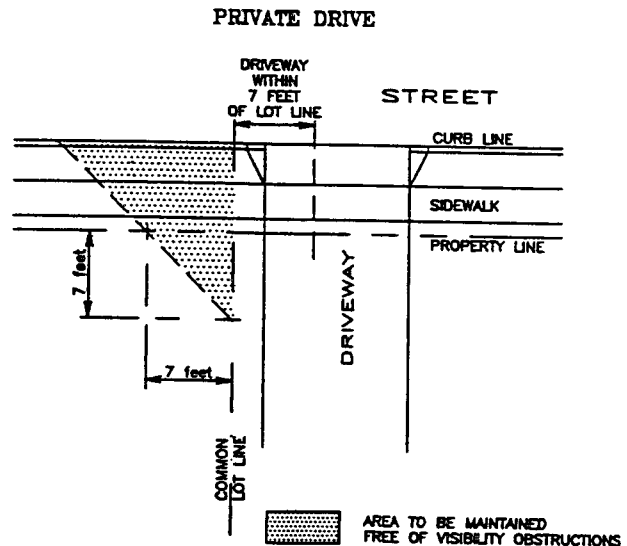 PRIVATE DRIVE
DRIVEWAY
WITHIN
7 FEET
OF LOT LINE
STREET
CURB LINE
SIDEWALK
PROPERTY LINE
7 feet
DRIVEWAY
7 feet
COMMON
LOT LINE
AREA TO BE MAINTAINED
FREE OF VISIBILITY OBSTRUCTIONS